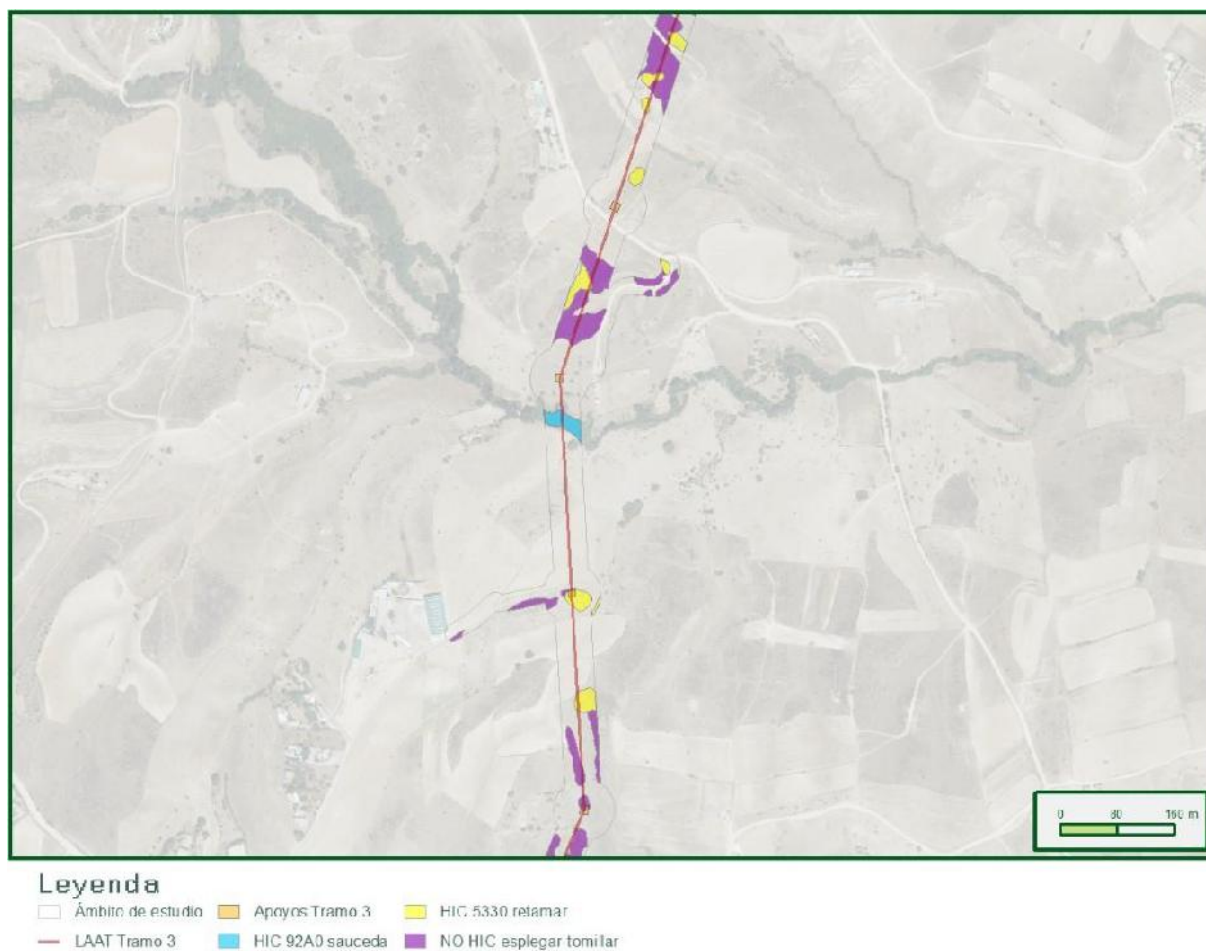 0 80 160 m
Leyenda
Ámbito de estudio Apoyos Tramo 3 HIC 5330 retamar
LAAT Tramo 3 HIC 92A0 sauceda NO HIC esplegar tomillar